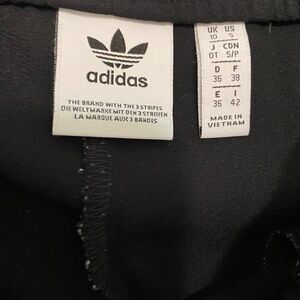 adidas
THE BRAND WITH THE 3 STRIPES
DIE WELTMARKE MIT DEN 3 STREIFEN
LA MARQUE AUX 3 BANDES
UK US
10 S
J CDN
OT S/P
D F
36 38
E I
36 42
MADE IN
VIETNAM